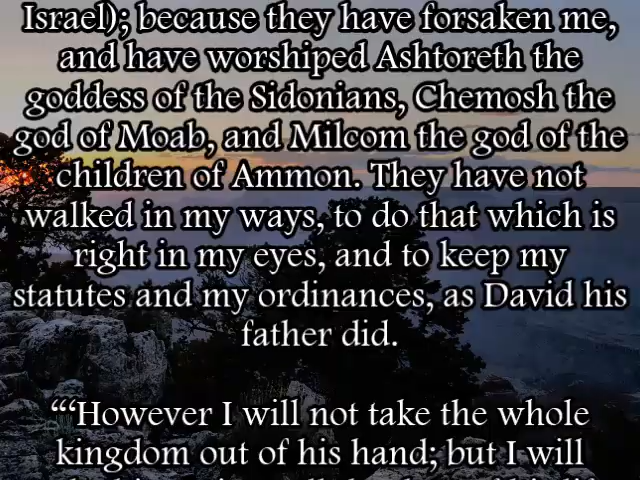 Israel); because they have forsaken me,
and have worshiped Ashtoreth the
goddess of the Sidonians, Chemosh the
god of Moab, and Milcom the god of the
children of Ammon. They have not
walked in my ways, to do that which is
right in my eyes, and to keep my
statutes and my ordinances, as David his
father did.
“‘However I will not take the whole
kingdom out of his hand; but I will